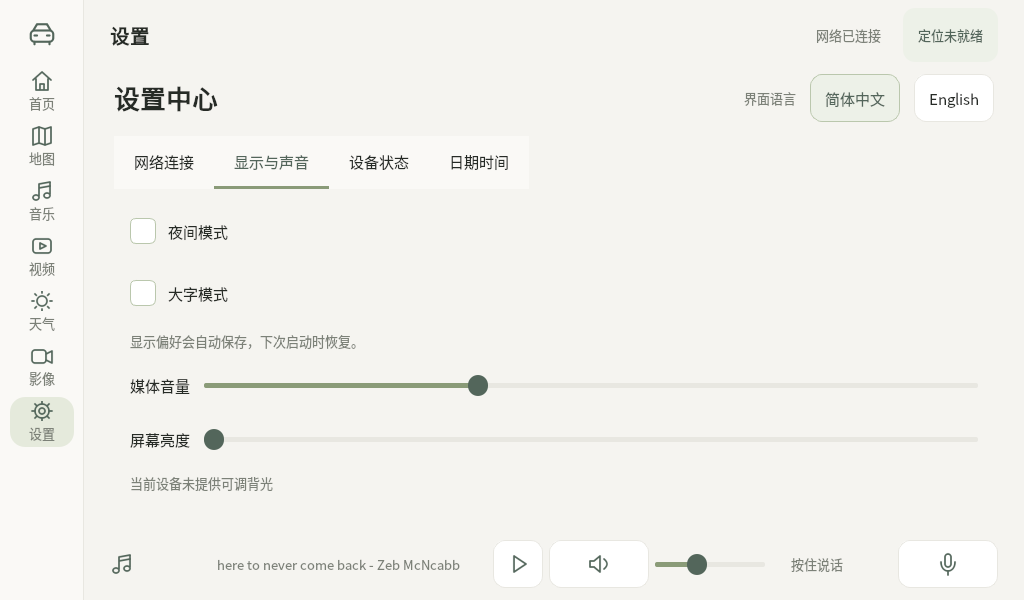 首页
地图
音乐
视频
天气
影像
设置
设置
网络已连接
定位未就绪
设置中心
界面语言
简体中文
English
网络连接
显示与声音
设备状态
日期时间
夜间模式
大字模式
显示偏好会自动保存，下次启动时恢复。
媒体音量
屏幕亮度
当前设备未提供可调背光
here to never come back - Zeb McNcabb
按住说话